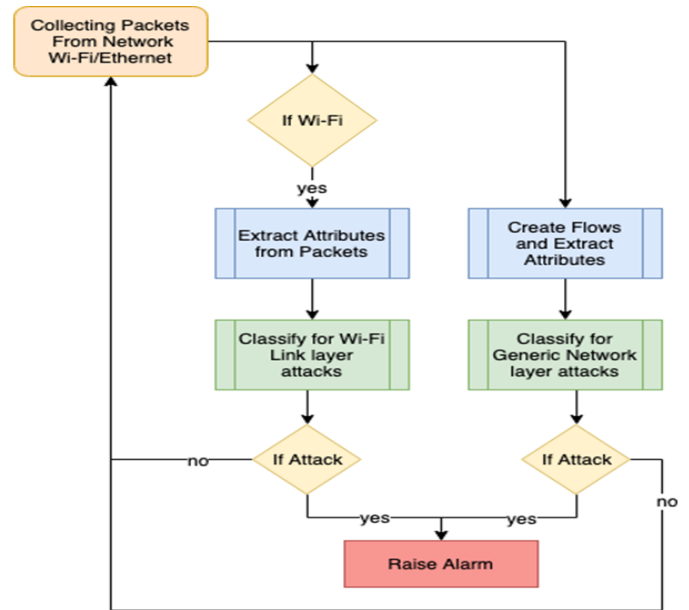 Collecting Packets
From Network
Wi-Fi/Ethernet
If Wi-Fi
yes
Extract Attributes
from Packets
Create Flows
and Extract
Attributes
Classify for Wi-Fi
Link layer
attacks
Classify for
Generic Network
layer attacks
If Attack
no
If Attack
no
yes
yes
Raise Alarm